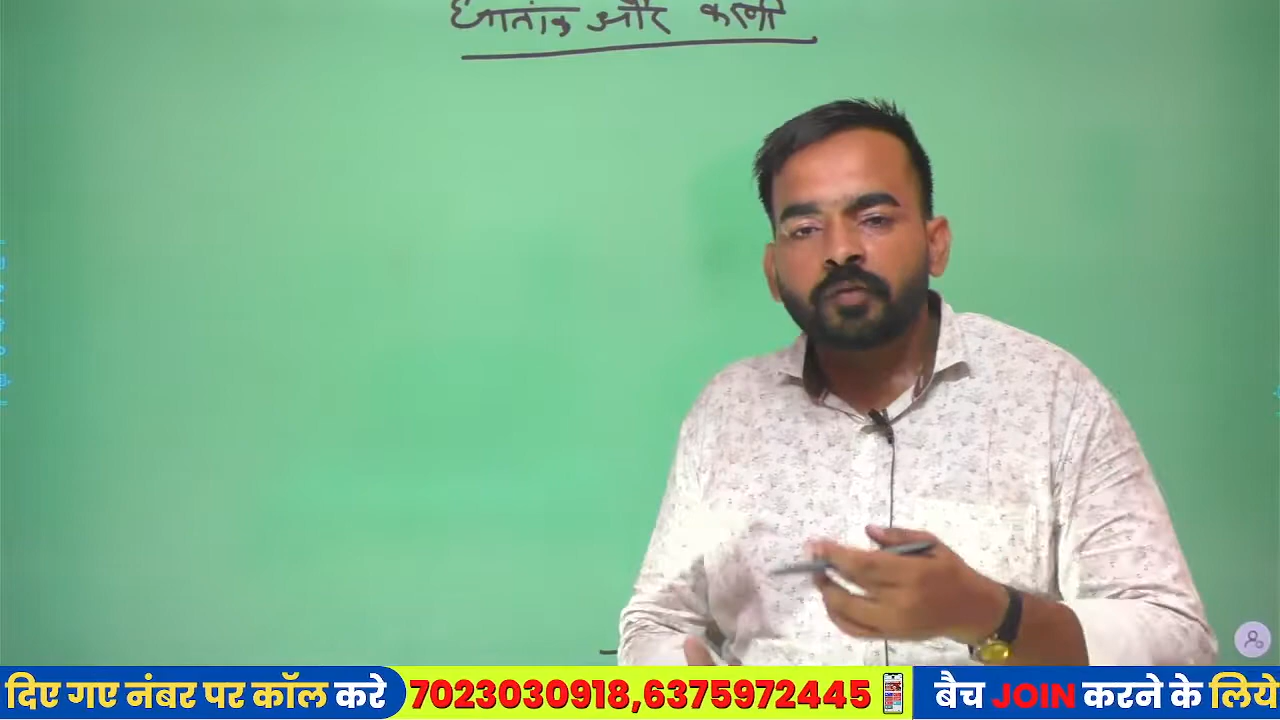 घातांक और करणी
दिए गए नंबर पर कॉल करे 7023030918,6375972445 बैच JOIN करने के लिये